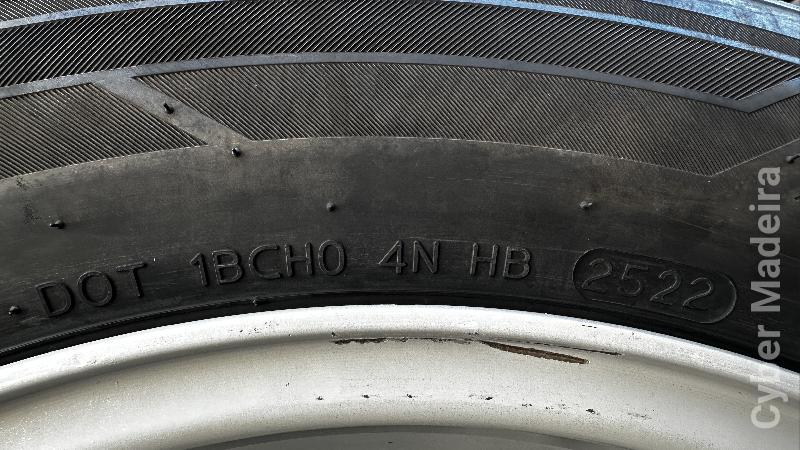 DOT 1BCH0 4N HB 2522
Cyber Madeira